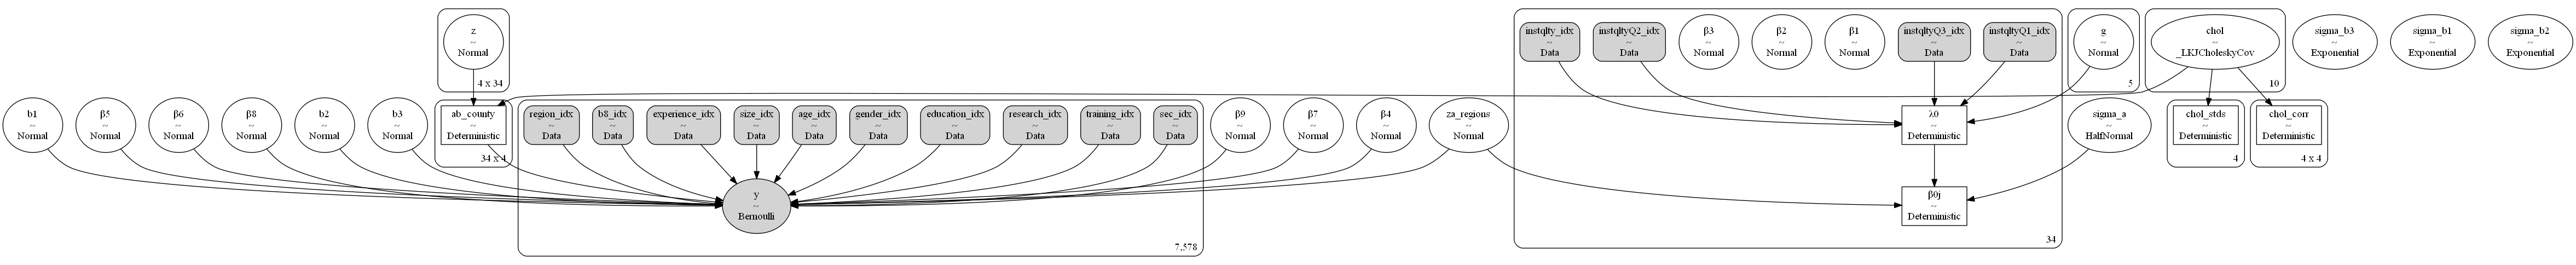 z
~
Normal
4 x 34
instqlty_idx
~
Data
instqltyQ2_idx
~
Data
β3
~
Normal
β2
~
Normal
β1
~
Normal
instqltyQ3_idx
~
Data
instqltyQ1_idx
~
Data
g
~
Normal
5
chol
~
_LKJCholeskyCov
10
sigma_b3
~
Exponential
sigma_b1
~
Exponential
sigma_b2
~
Exponential
b1
~
Normal
β5
~
Normal
β6
~
Normal
β8
~
Normal
b2
~
Normal
b3
~
Normal
ab_county
~
Deterministic
34 x 4
region_idx
~
Data
b8_idx
~
Data
experience_idx
~
Data
size_idx
~
Data
age_idx
~
Data
gender_idx
~
Data
education_idx
~
Data
research_idx
~
Data
training_idx
~
Data
sec_idx
~
Data
β9
~
Normal
β7
~
Normal
β4
~
Normal
za_regions
~
Normal
λ0
~
Deterministic
sigma_a
~
HalfNormal
chol_stds
~
Deterministic
4
chol_corr
~
Deterministic
4 x 4
y
~
Bernoulli
7,578
β0j
~
Deterministic
34